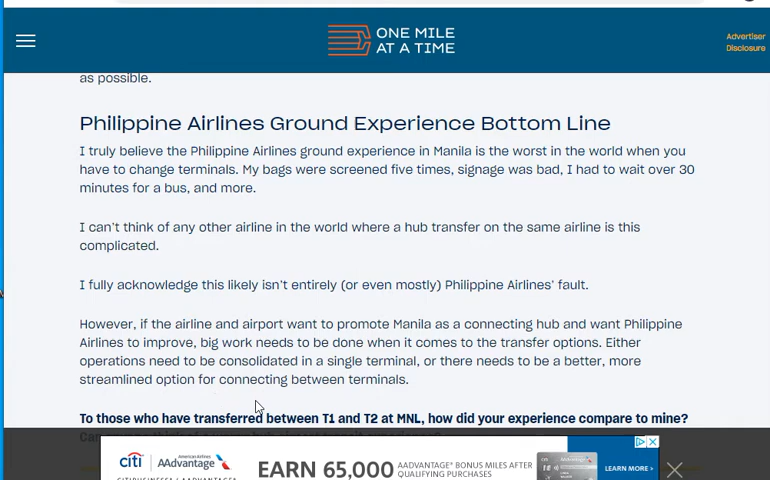 ONE MILE
AT A TIME
Advertiser
Disclosure
as possible.
Philippine Airlines Ground Experience Bottom Line
I truly believe the Philippine Airlines ground experience in Manila is the worst in the world when you
have to change terminals. My bags were screened five times, signage was bad, I had to wait over 30
minutes for a bus, and more.
I can't think of any other airline in the world where a hub transfer on the same airline is this
complicated.
I fully acknowledge this likely isn't entirely (or even mostly) Philippine Airlines' fault.
However, if the airline and airport want to promote Manila as a connecting hub and want Philippine
Airlines to improve, big work needs to be done when it comes to the transfer options. Either
operations need to be consolidated in a single terminal, or there needs to be a better, more
streamlined option for connecting between terminals.
To those who have transferred between T1 and T2 at MNL, how did your experience compare to mine?
citi
American Airlines
AAdvantage
EARN 65,000
AADVANTAGE® BONUS MILES AFTER
QUALIFYING PURCHASES
LEARN MORE >